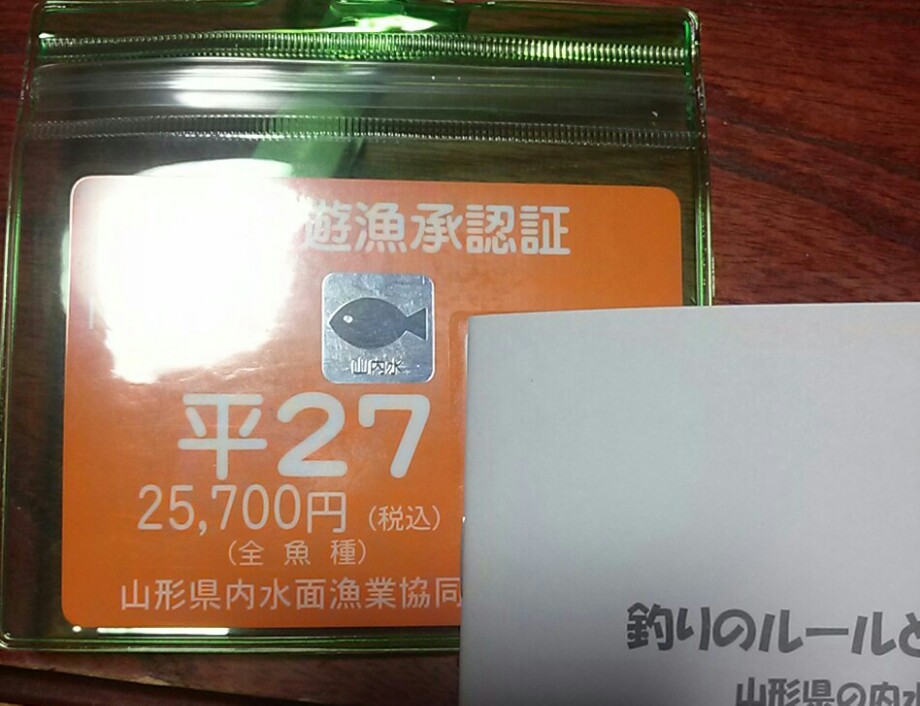 遊漁承認証
山内水
平27
25,700円 (税込)
(全魚種)
山形県内水面漁業協同
釣りのルールと
山形県の内水